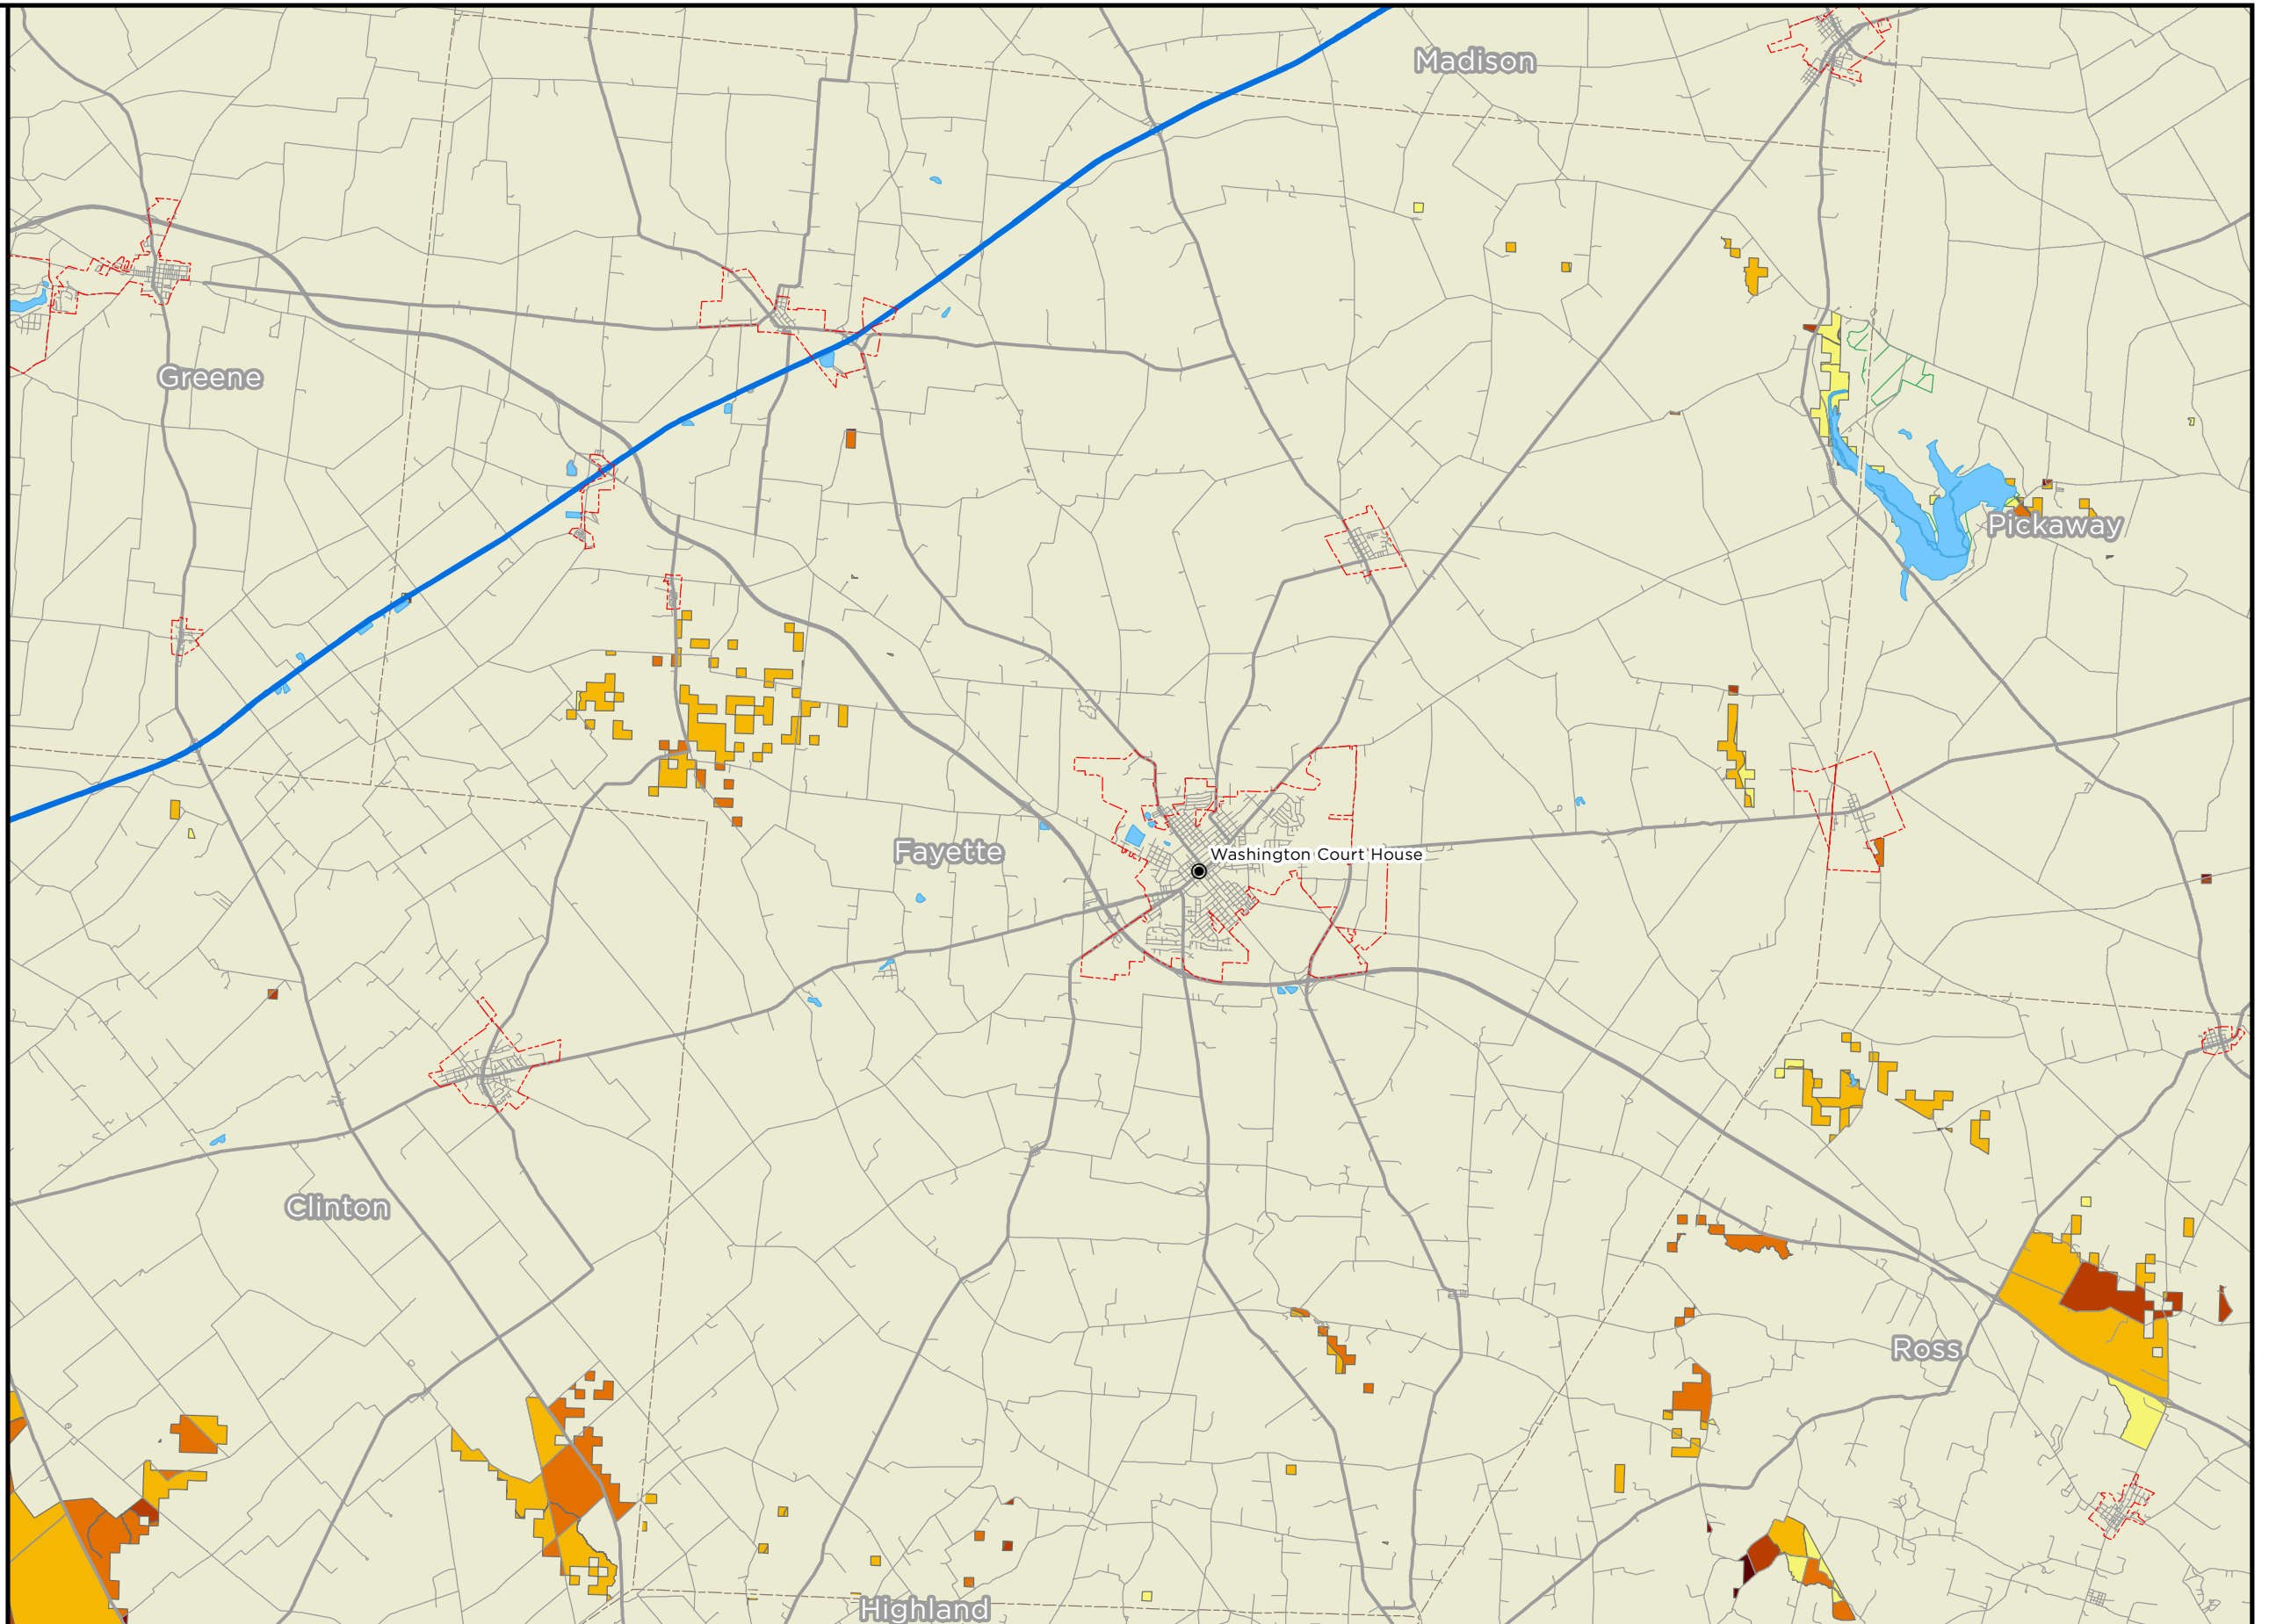 Madison
Greene
Pickaway
Fayette
Washington Court House
Clinton
Ross
Highland